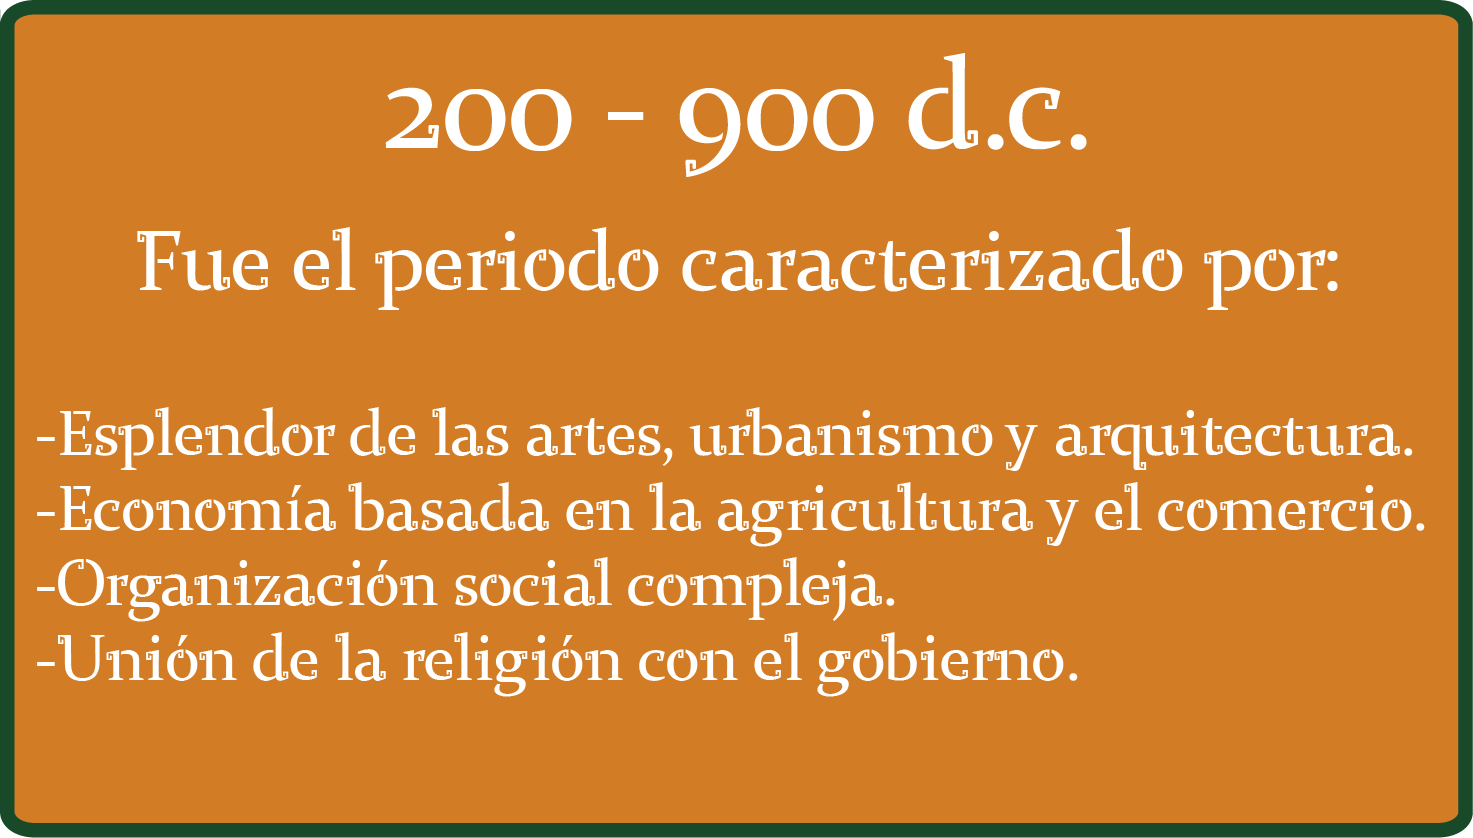 200 - 900 d.c.
Fue el periodo caracterizado por:
-Esplendor de las artes, urbanismo y arquitectura.
-Economía basada en la agricultura y el comercio.
-Organización social compleja.
-Unión de la religión con el gobierno.